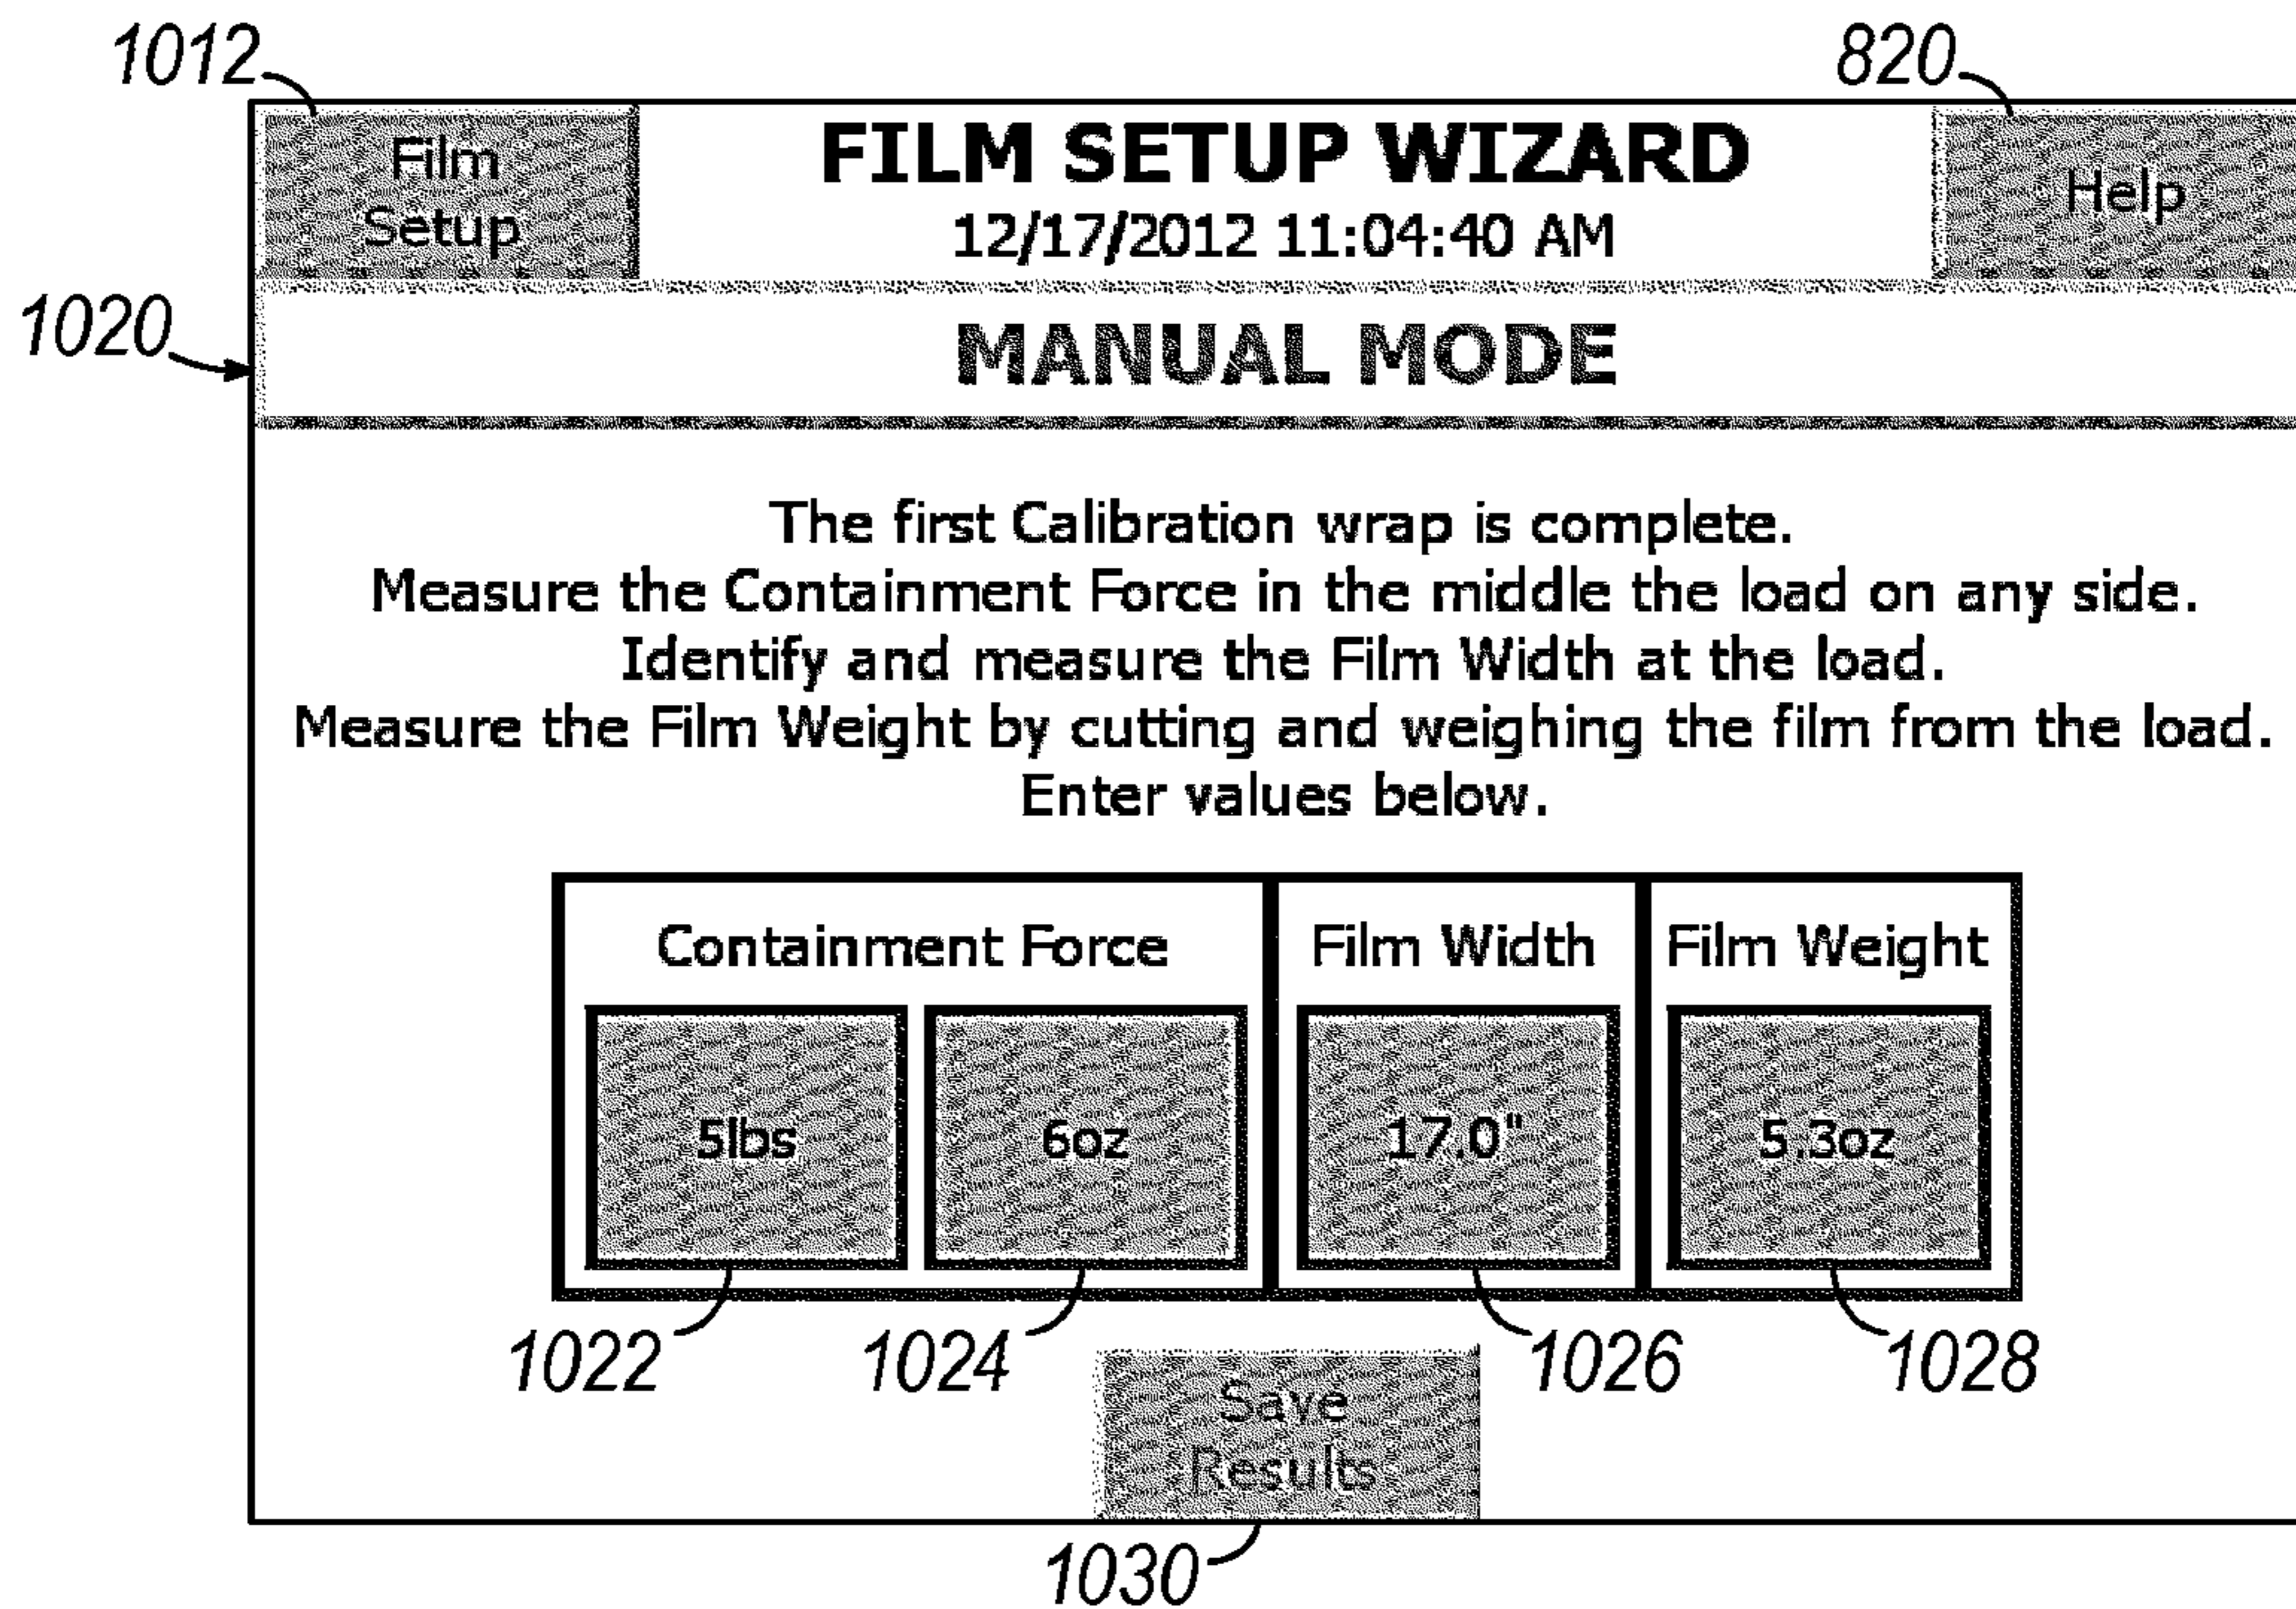 1012
820
Film
Setup
FILM SETUP WIZARD
12/17/2012 11:04:40 AM
Help
1020
MANUAL MODE
The first Calibration wrap is complete.
Measure the Containment Force in the middle the load on any side.
Identify and measure the Film Width at the load.
Measure the Film Weight by cutting and weighing the film from the load.
Enter values below.
Containment Force
Film Width
Film Weight
5lbs
6oz
17.0"
5.3oz
1022
1024
1026
1028
Save
Results
1030